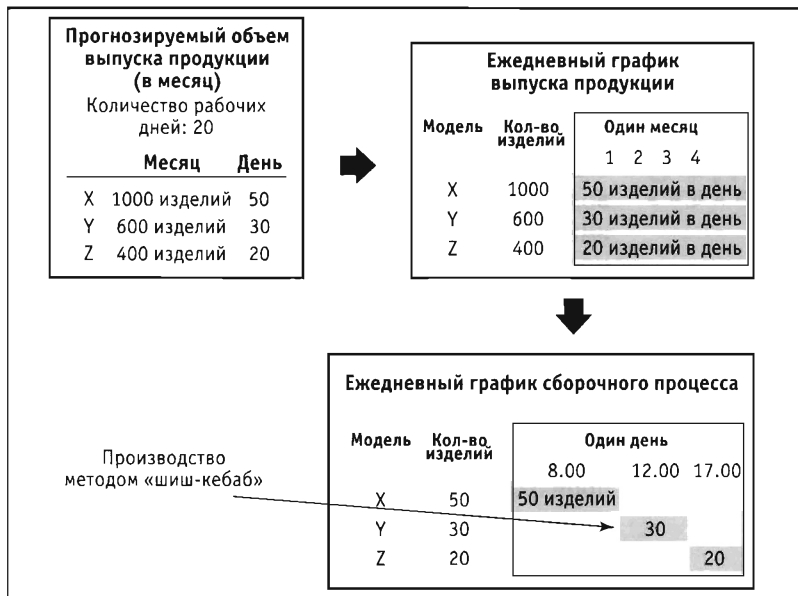 Прогнозируемый объем
выпуска продукции
(в месяц)
Количество рабочих
дней: 20
Месяц День
X 1000 изделий 50
Y 600 изделий 30
Z 400 изделий 20
Ежедневный график
выпуска продукции
Модель Кол-во изделий Один месяц
1 2 3 4
X 1000 50 изделий в день
Y 600 30 изделий в день
Z 400 20 изделий в день
Ежедневный график сборочного процесса
Модель Кол-во изделий Один день
8.00 12.00 17.00
X 50 50 изделий
Y 30 30
Z 20 20
Производство
методом «шиш-кебаб»